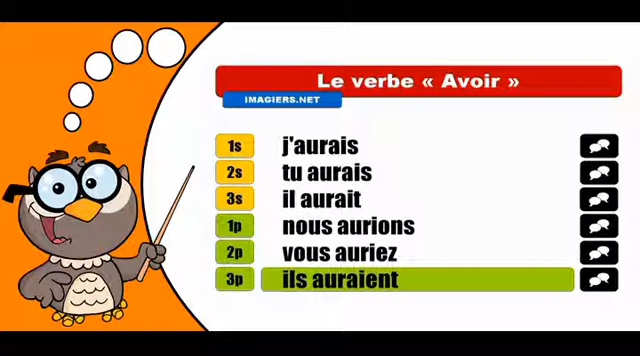 Le verbe « Avoir »
IMAGIERS.NET
1s j'aurais
2s tu aurais
3s il aurait
1p nous aurions
2p vous auriez
3p ils auraient